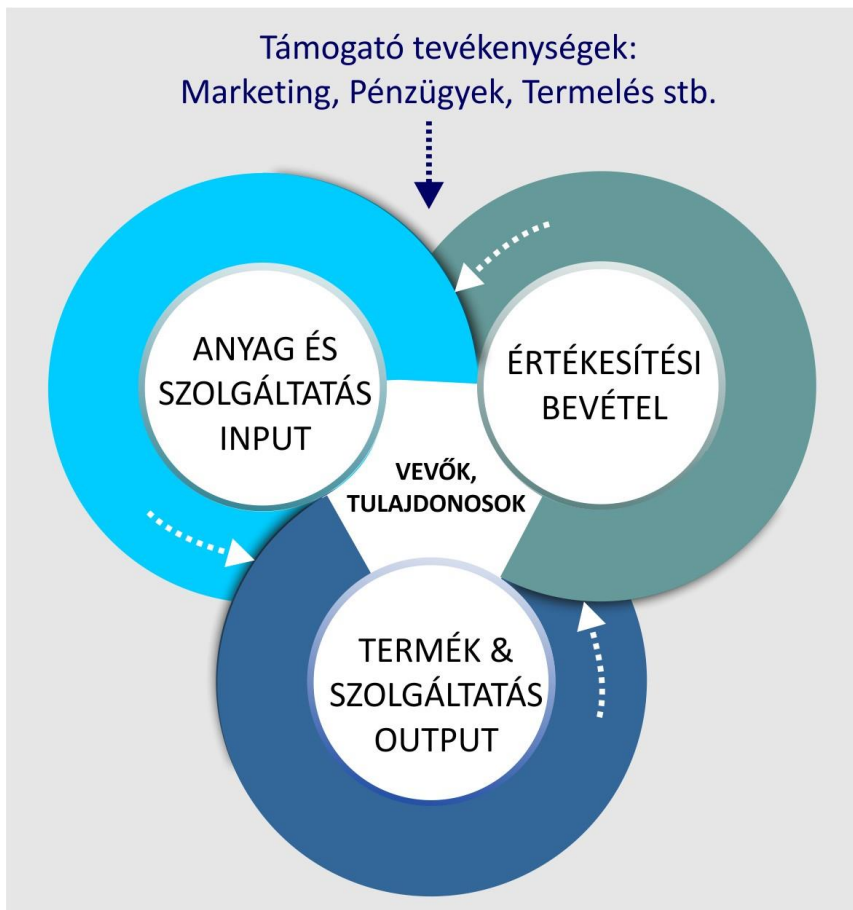 Támogató tevékenységek:
Marketing, Pénzügyek, Termelés stb.
ANYAG ÉS
SZOLGÁLTATÁS
INPUT
ÉRTÉKESÍTÉSI
BEVÉTEL
VEVŐK,
TULAJDONOSOK
TERMÉK &
SZOLGÁLTATÁS
OUTPUT